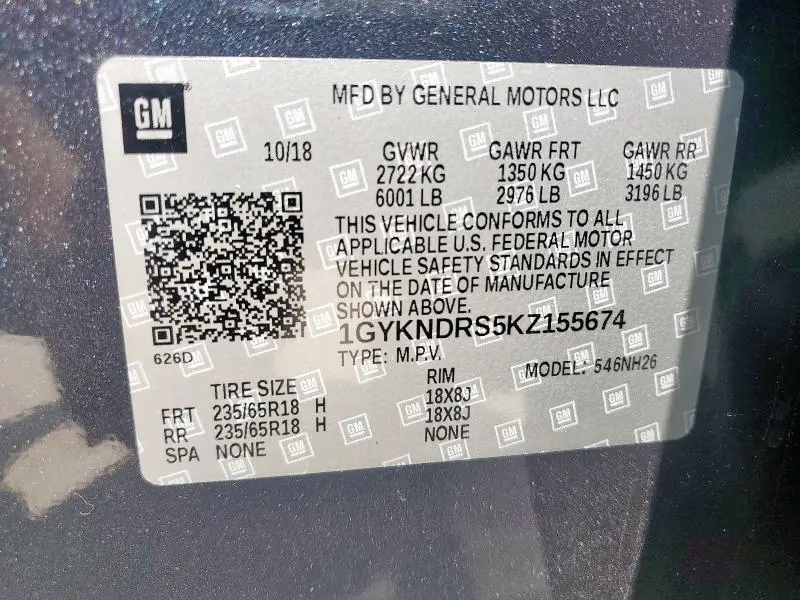 GM
MFD BY GENERAL MOTORS LLC
10/18 GVWR GAWR FRT GAWR RR
2722 KG 1350 KG 1450 KG
6001 LB 2976 LB 3196 LB
THIS VEHICLE CONFORMS TO ALL
APPLICABLE U.S. FEDERAL MOTOR
VEHICLE SAFETY STANDARDS IN EFFECT
ON THE DATE OF MANUFACTURE
SHOWN ABOVE.
1GYKNDRS5KZ155674
626D
TYPE: M.P.V. MODEL: 546NH26
TIRE SIZE RIM
FRT 235/65R18 H 18X8J
RR 235/65R18 H 18X8J
SPA NONE NONE